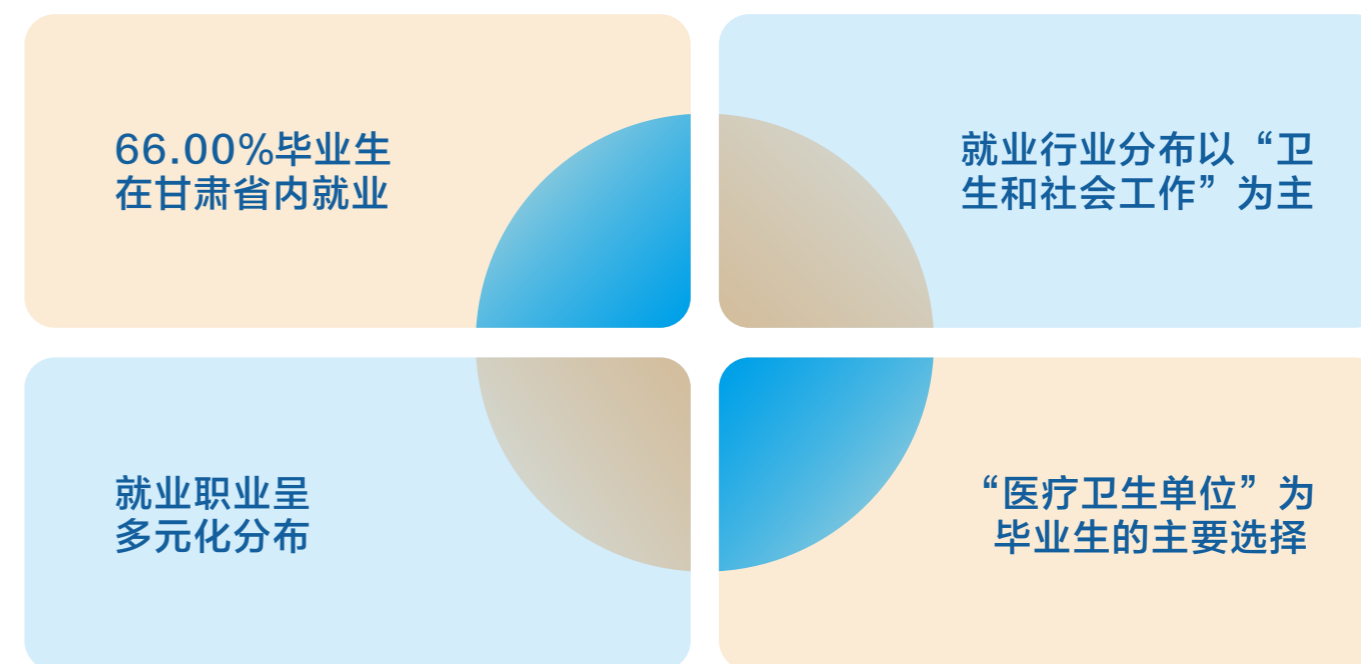 66.00%毕业生
在甘肃省内就业
就业行业分布以“卫
生和社会工作”为主
就业职业呈
多元化分布
“医疗卫生单位”为
毕业生的主要选择